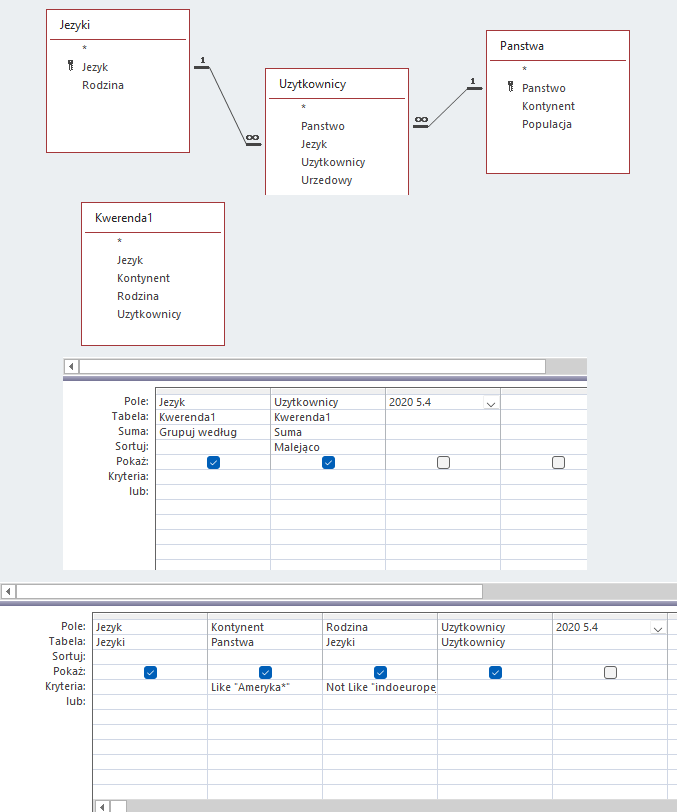 Jezyki
*
Jezyk
Rodzina
1
∞
Uzytkownicy
*
Panstwo
Jezyk
Uzytkownicy
Urzedowy
∞
1
Panstwa
*
Panstwo
Kontynent
Populacja
Kwerenda1
*
Jezyk
Kontynent
Rodzina
Uzytkownicy
Pole: Jezyk Uzytkownicy 2020 5.4
Tabela: Kwerenda1 Kwerenda1
Suma: Grupuj według Suma
Sortuj: Malejąco
Pokaż:
Kryteria:
lub:
Pole: Jezyk Kontynent Rodzina Uzytkownicy 2020 5.4
Tabela: Jezyki Panstwa Jezyki Uzytkownicy
Sortuj:
Pokaż:
Kryteria: Like "Ameryka*" Not Like "indoeurope
lub: